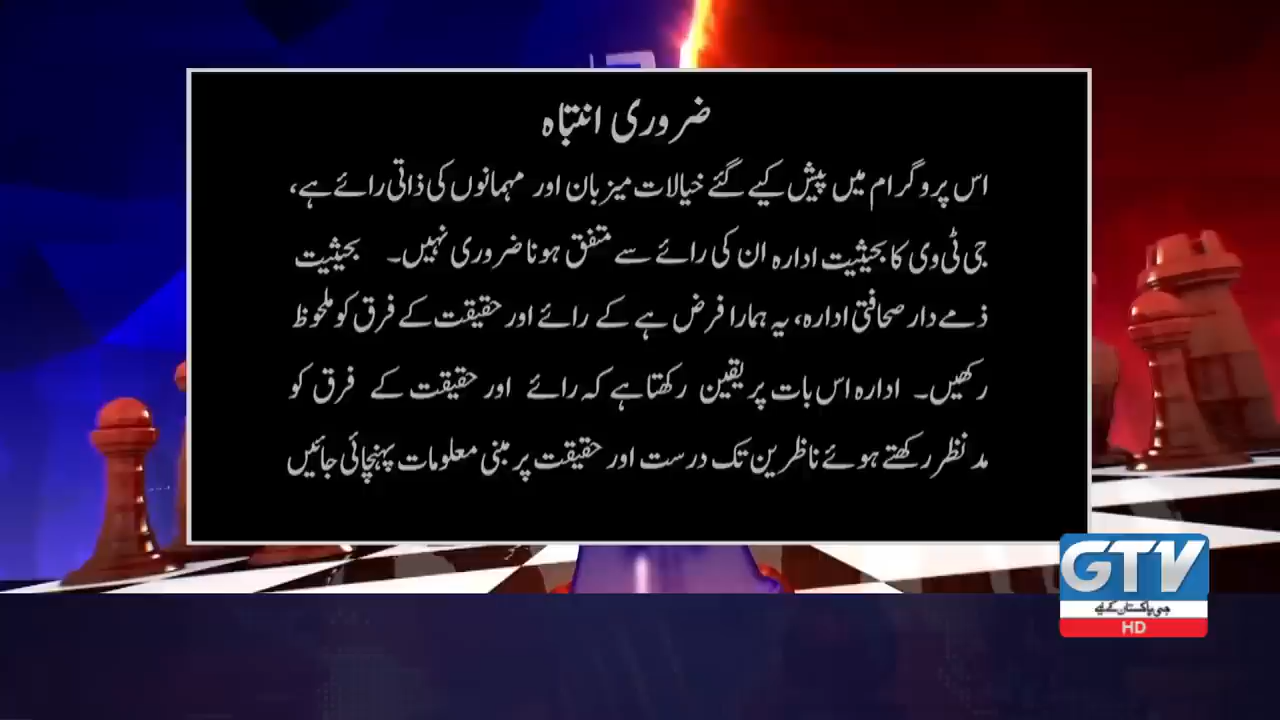 ضروری انتباہ
اس پروگرام میں پیش کیے گئے خیالات میزبان اور مہمانوں کی ذاتی رائے ہے،
جی ٹی وی کا بحیثیت ادارہ ان کی رائے سے متفق ہونا ضروری نہیں۔ بحیثیت
ذمے دار صحافتی ادارہ، یہ ہمارا فرض ہے کے رائے اور حقیقت کے فرق کو ملحوظ
رکھیں۔ ادارہ اس بات پر یقین رکھتا ہے کہ رائے اور حقیقت کے فرق کو
مد نظر رکھتے ہوئے ناظرین تک درست اور حقیقت پر مبنی معلومات پہنچائی جائیں
GTV
جی پاکستان کے لیے
HD